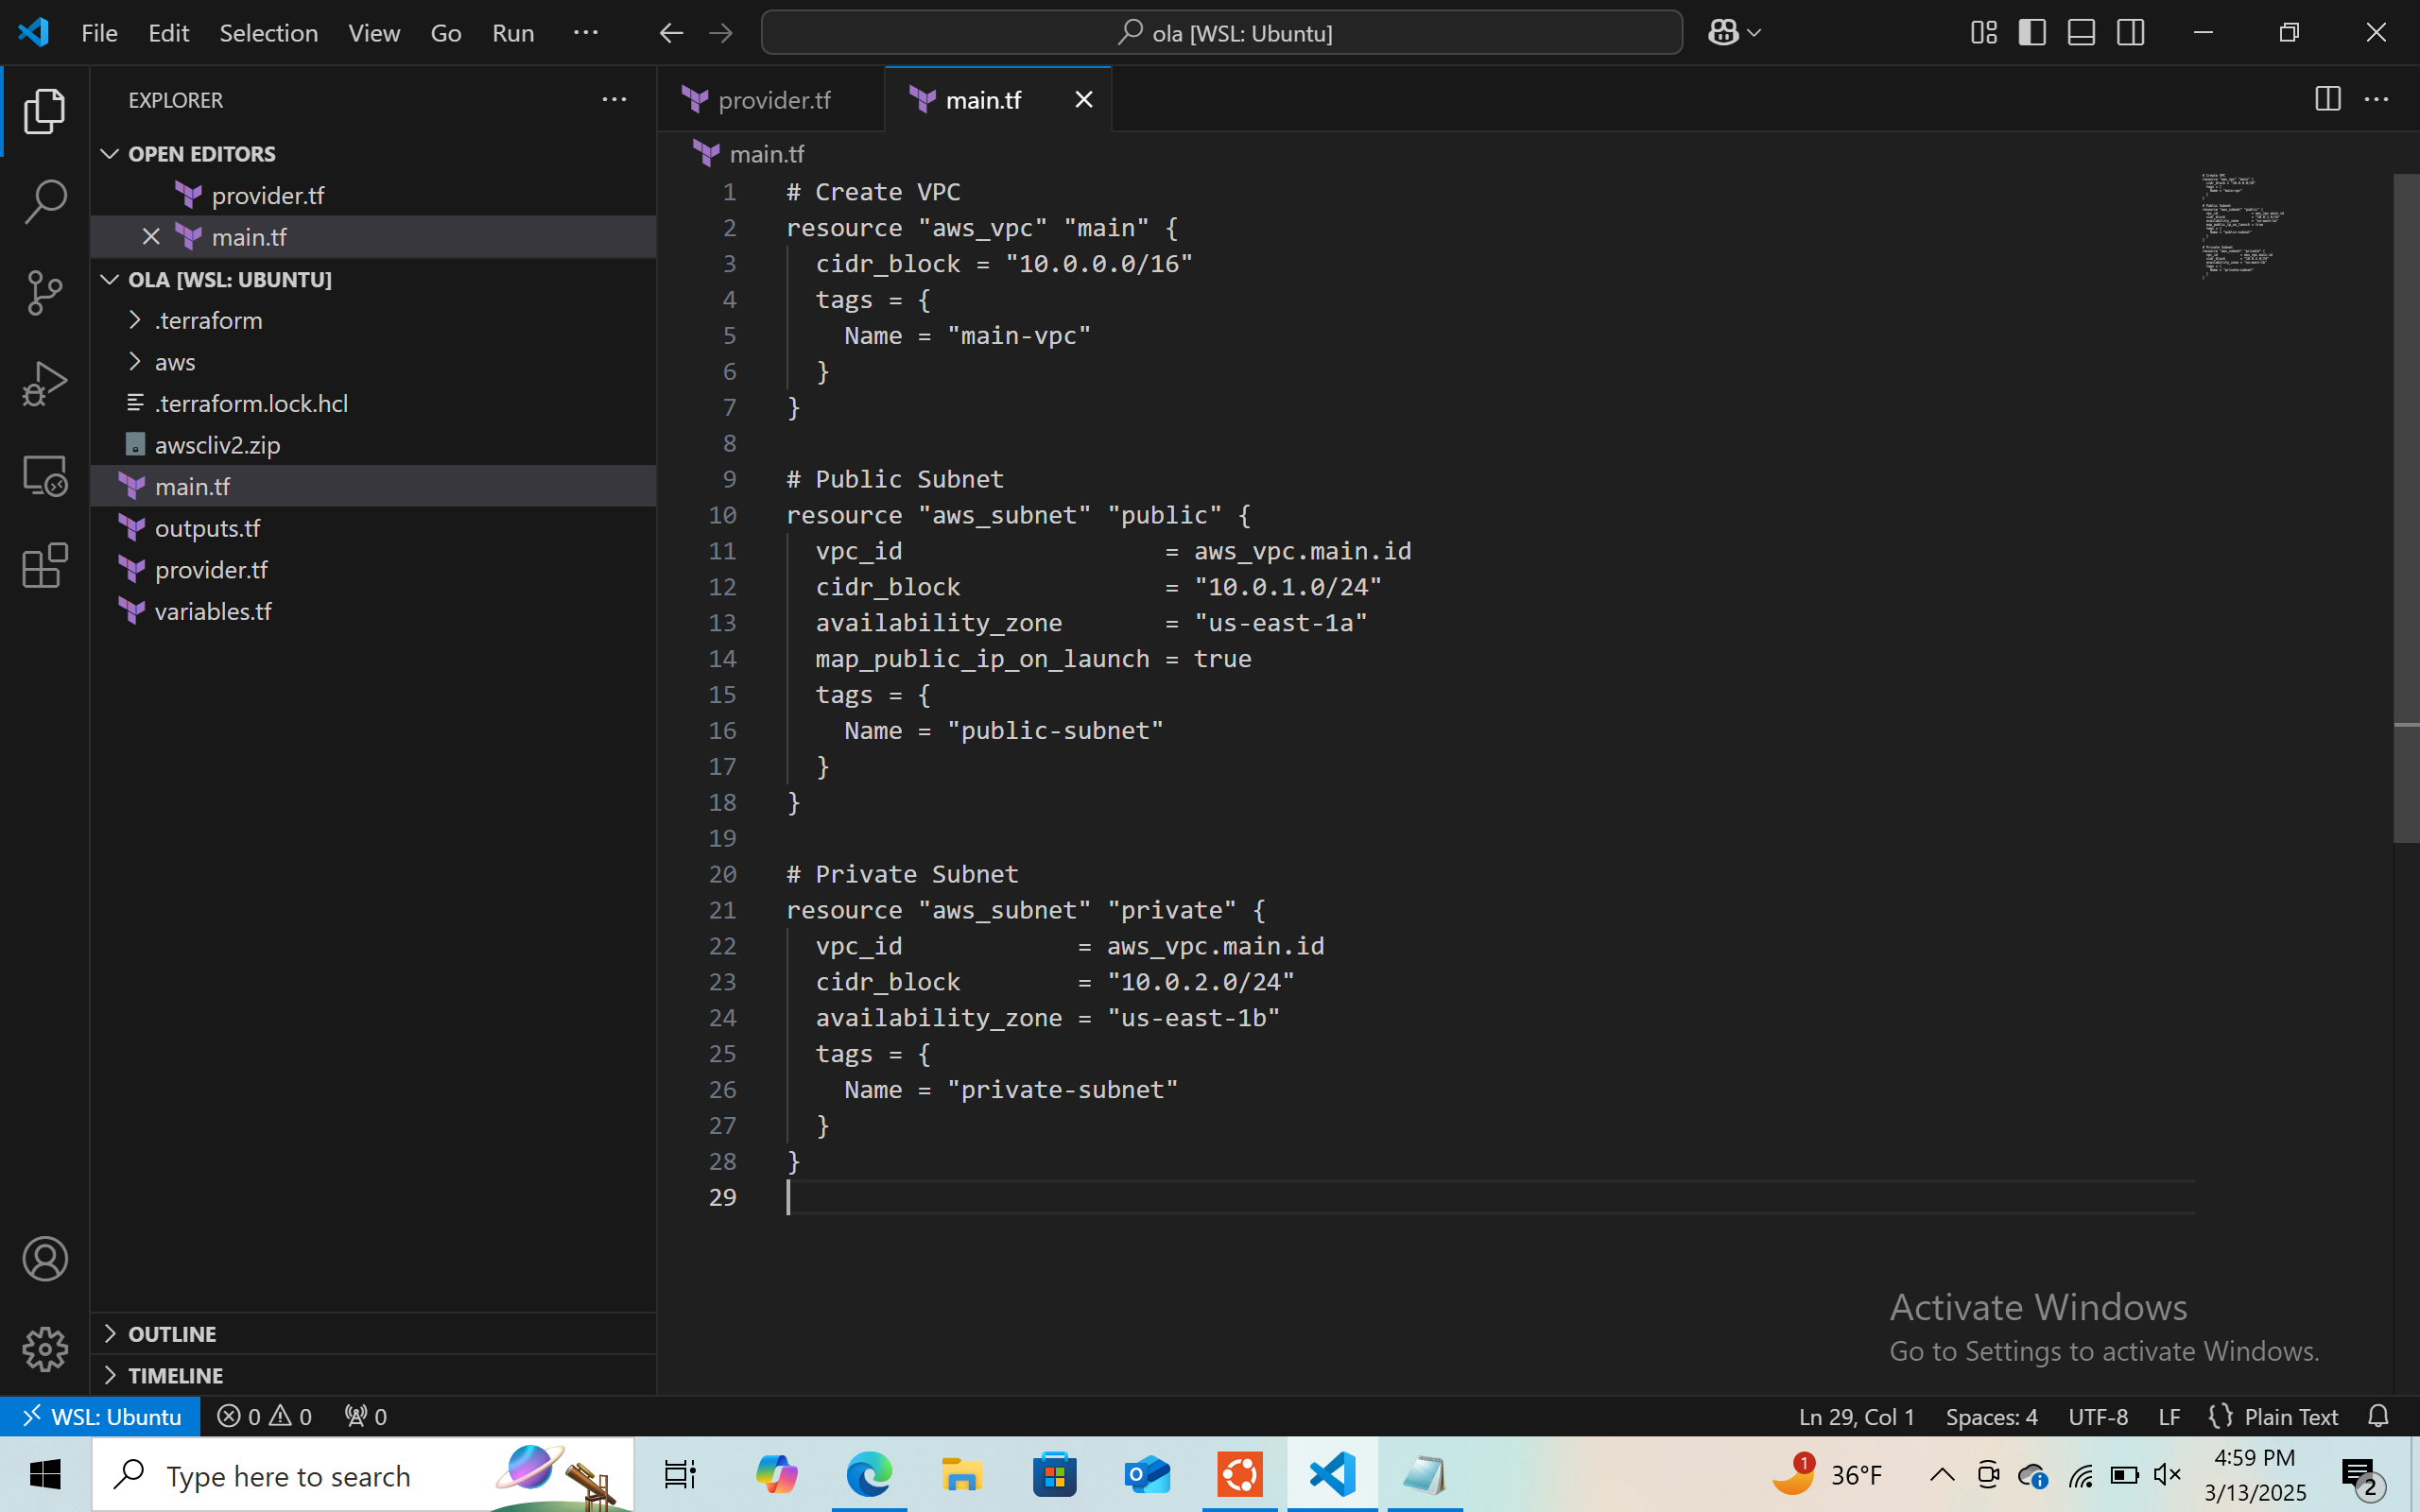 File Edit Selection View Go Run ···
ola [WSL: Ubuntu]
EXPLORER
OPEN EDITORS
provider.tf
main.tf
OLA [WSL: UBUNTU]
.terraform
aws
.terraform.lock.hcl
awscliv2.zip
main.tf
outputs.tf
provider.tf
variables.tf
OUTLINE
TIMELINE
provider.tf main.tf
main.tf
1 # Create VPC
2 resource "aws_vpc" "main" {
3 cidr_block = "10.0.0.0/16"
4 tags = {
5 Name = "main-vpc"
6 }
7 }
8
9 # Public Subnet
10 resource "aws_subnet" "public" {
11 vpc_id = aws_vpc.main.id
12 cidr_block = "10.0.1.0/24"
13 availability_zone = "us-east-1a"
14 map_public_ip_on_launch = true
15 tags = {
16 Name = "public-subnet"
17 }
18 }
19
20 # Private Subnet
21 resource "aws_subnet" "private" {
22 vpc_id = aws_vpc.main.id
23 cidr_block = "10.0.2.0/24"
24 availability_zone = "us-east-1b"
25 tags = {
26 Name = "private-subnet"
27 }
28 }
29
Activate Windows
Go to Settings to activate Windows.
WSL: Ubuntu 0 0 0 Ln 29, Col 1 Spaces: 4 UTF-8 LF {} Plain Text
Type here to search
1 36°F
4:59 PM
3/13/2025
2